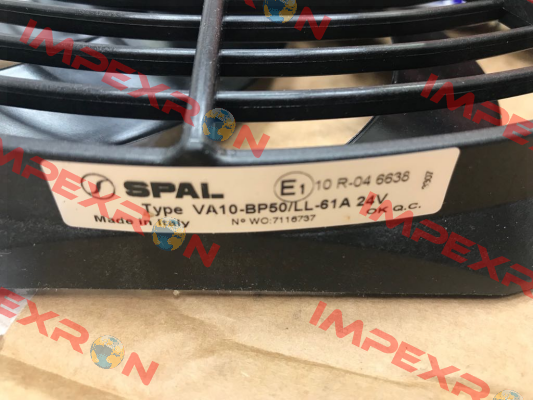 IMPEXRON
IMPEXRON
IMPEXRON
SPAL
E1 10 R-04 6638
Type VA10-BP50/LL-61A 24V
Made in Italy
Nº WO:7116737
OK Q.C.
IMPEXRON
IMPEXRON